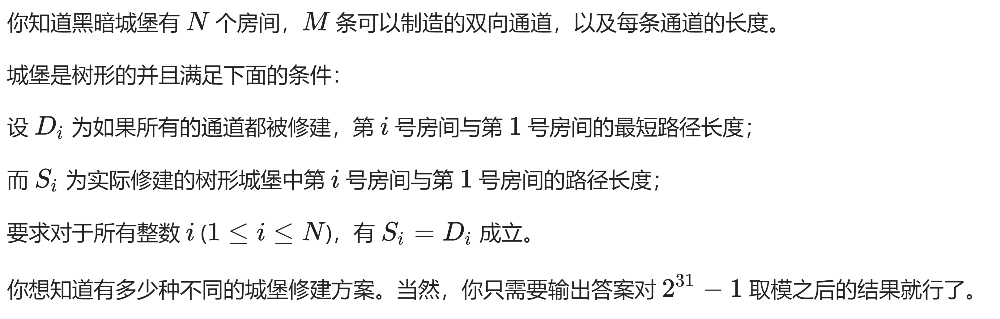 你知道黑暗城堡有 $N$ 个房间，$M$ 条可以制造的双向通道，以及每条通道的长度。
城堡是树形的并且满足下面的条件：
设 $D_i$ 为如果所有的通道都被修建，第 $i$ 号房间与第 $1$ 号房间的最短路径长度；
而 $S_i$ 为实际修建的树形城堡中第 $i$ 号房间与第 $1$ 号房间的路径长度；
要求对于所有整数 $i$ ($1 \le i \le N$)，有 $S_i = D_i$ 成立。
你想知道有多少种不同的城堡修建方案。当然，你只需要输出答案对 $2^{31} - 1$ 取模之后的结果就行了。